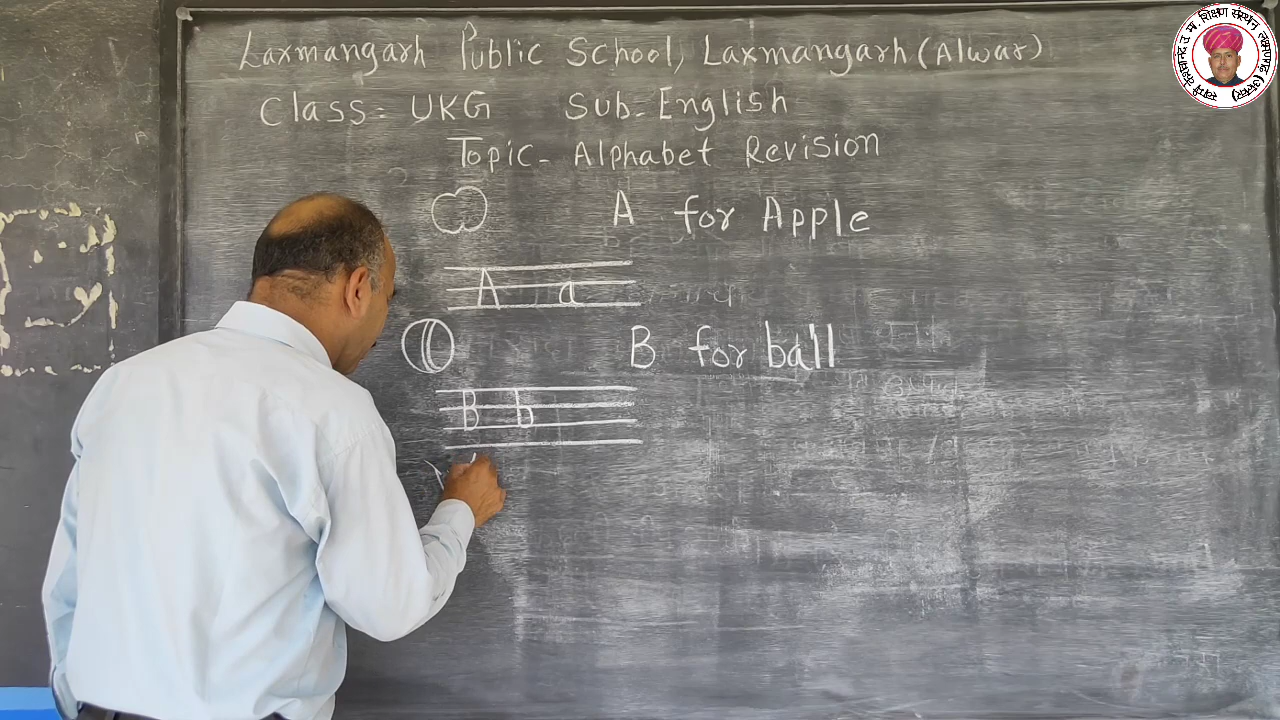 Laxmangarh Public School, Laxmangarh (Alwar)
Class= UKG Sub- English
Topic- Alphabet Revision
A for Apple
A a
B for ball
B b